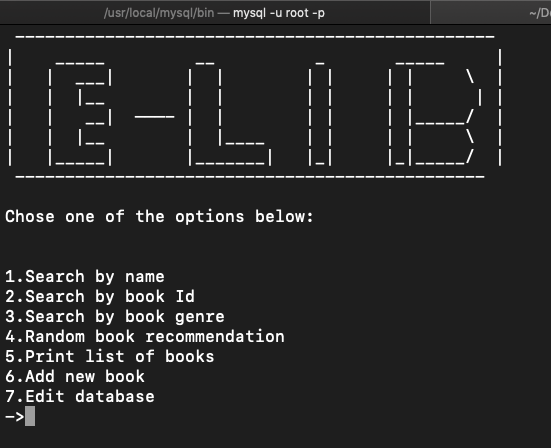 /usr/local/mysql/bin — mysql -u root -p
~/De
E-LIB
Chose one of the options below:
1.Search by name
2.Search by book Id
3.Search by book genre
4.Random book recommendation
5.Print list of books
6.Add new book
7.Edit database
->